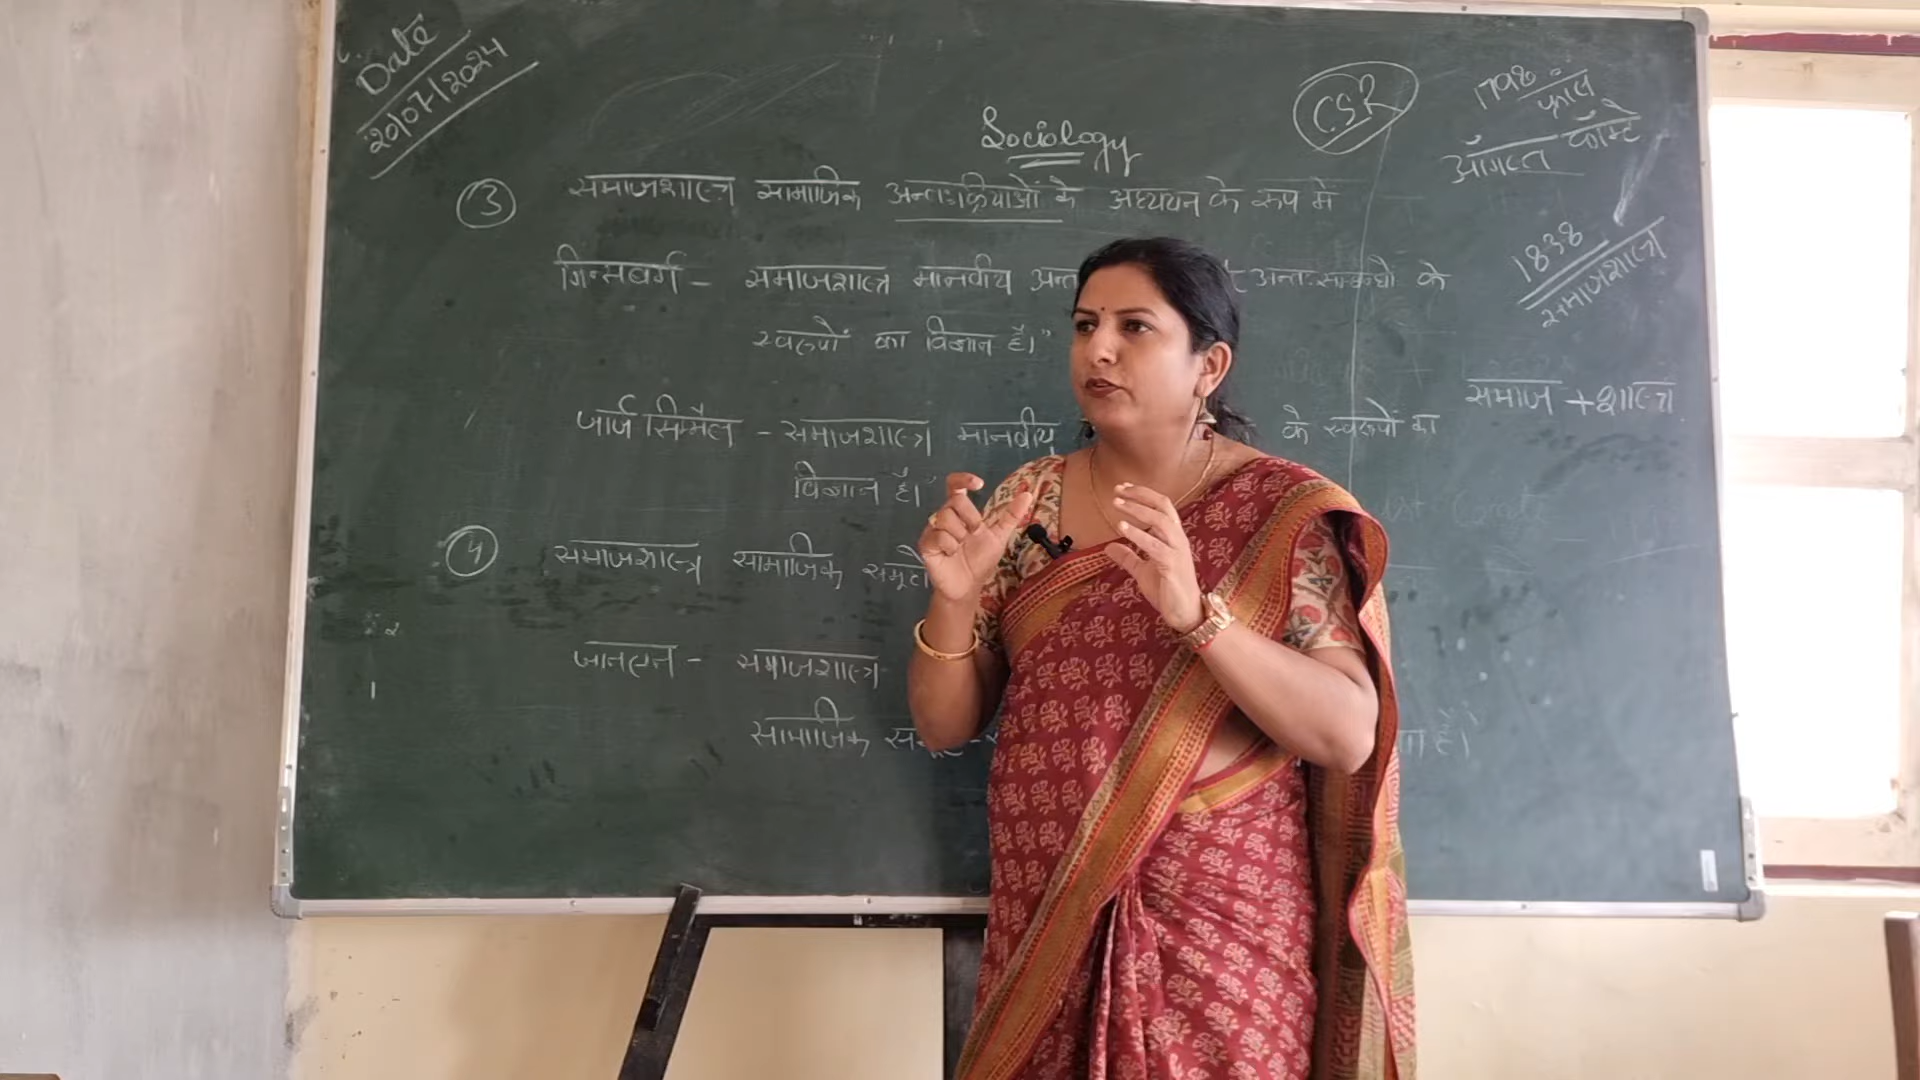 Date
20/07/2024
Sociology
CSR
1798 फ्रांस
ऑगस्त कॉम्टे
③ समाजशास्त्र सामाजिक अन्तःक्रियाओं के अध्ययन के रूप में
1838
समाजशास्त्र
गिन्सबर्ग - समाजशास्त्र मानवीय अन्त अन्तःसम्बन्धों के
स्वरूपों का विज्ञान है।"
समाज + शास्त्र
जार्ज सिम्मैल - समाजशास्त्र मानवीय के स्वरूपों का
विज्ञान है।"
④ समाजशास्त्र सामाजिक समूहों
जानसन - समाजशास्त्र
सामाजिक है।"